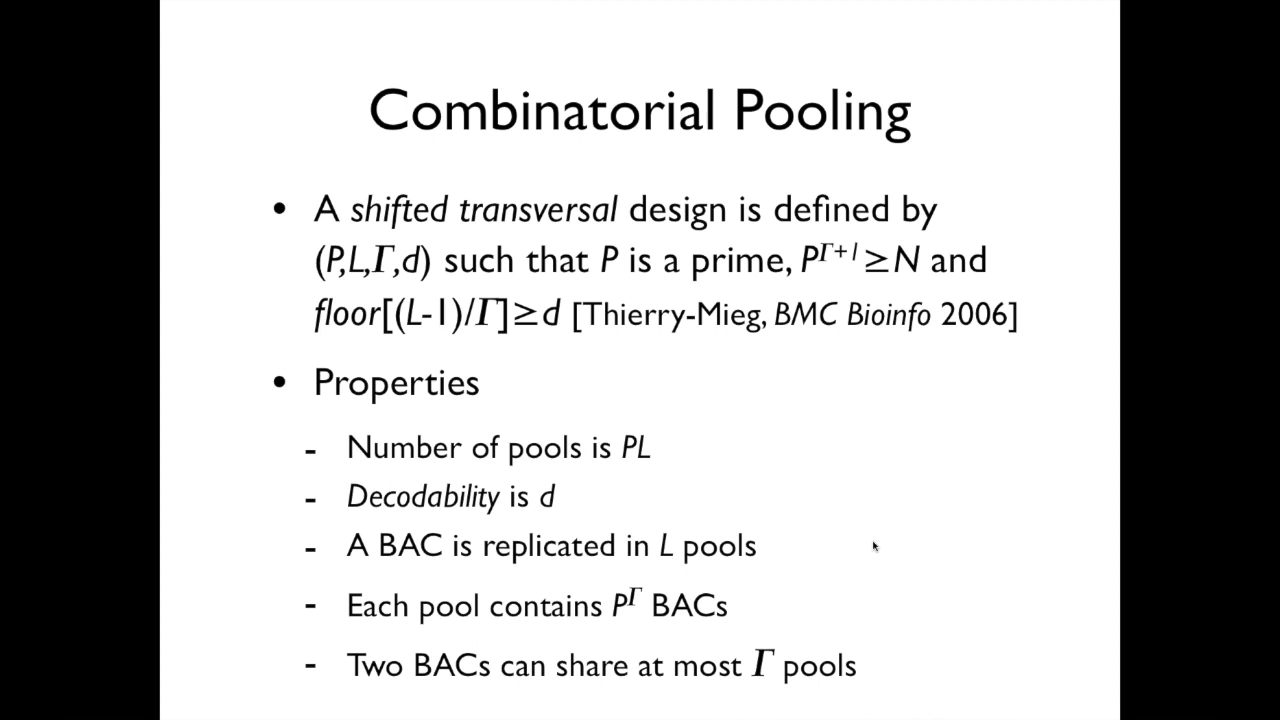 Combinatorial Pooling
• A shifted transversal design is defined by
(P,L,Γ,d) such that P is a prime, P^{Γ+1}≥N and
floor[(L-1)/Γ]≥d [Thierry-Mieg, BMC Bioinfo 2006]
• Properties
- Number of pools is PL
- Decodability is d
- A BAC is replicated in L pools
- Each pool contains P^Γ BACs
- Two BACs can share at most Γ pools